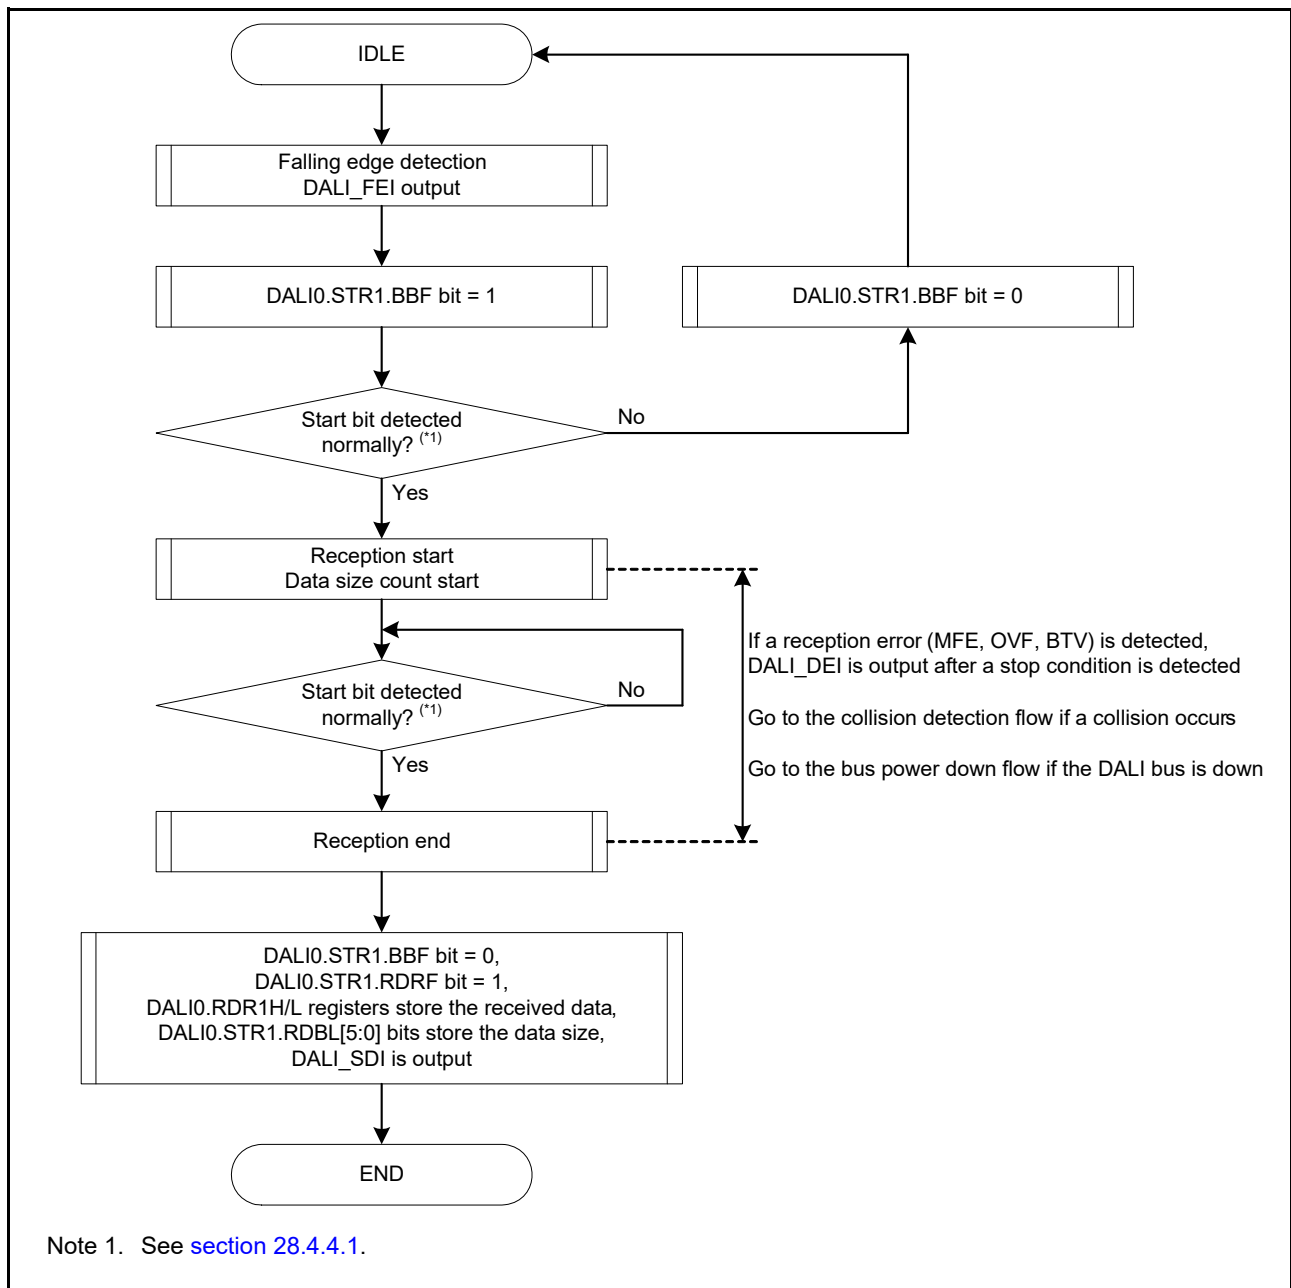 IDLE
Falling edge detection
DALI_FEI output
DALI0.STR1.BBF bit = 1
DALI0.STR1.BBF bit = 0
Start bit detected
normally? (*1)
No
Yes
Reception start
Data size count start
If a reception error (MFE, OVF, BTV) is detected,
DALI_DEI is output after a stop condition is detected
Go to the collision detection flow if a collision occurs
Go to the bus power down flow if the DALI bus is down
Start bit detected
normally? (*1)
No
Yes
Reception end
DALI0.STR1.BBF bit = 0,
DALI0.STR1.RDRF bit = 1,
DALI0.RDR1H/L registers store the received data,
DALI0.STR1.RDBL[5:0] bits store the data size,
DALI_SDI is output
END
Note 1. See section 28.4.4.1.